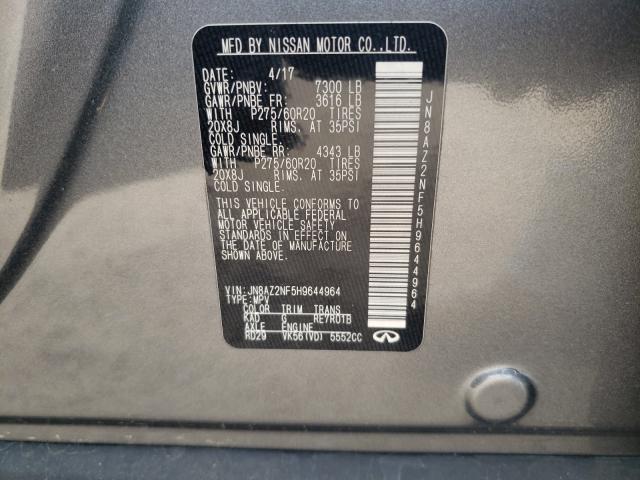 MFD BY NISSAN MOTOR CO.,LTD.
DATE: 4/17
GVWR/PNBV: 7300 LB
GAWR/PNBE FR: 3616 LB
WITH P275/60R20 TIRES
20X8J RIMS. AT 35PSI
COLD SINGLE.
GAWR/PNBE RR: 4343 LB
WITH P275/60R20 TIRES
20X8J RIMS. AT 35PSI
COLD SINGLE.
THIS VEHICLE CONFORMS TO
ALL APPLICABLE FEDERAL
MOTOR VEHICLE SAFETY
STANDARDS IN EFFECT ON
THE DATE OF MANUFACTURE
SHOWN ABOVE.
VIN:JN8AZ2NF5H9644964
TYPE:MPV
COLOR TRIM TRANS
KAD G RE7R01B
AXLE ENGINE
RD29 VK56(VD) 5552CC
JN8AZ2NF5H9644964